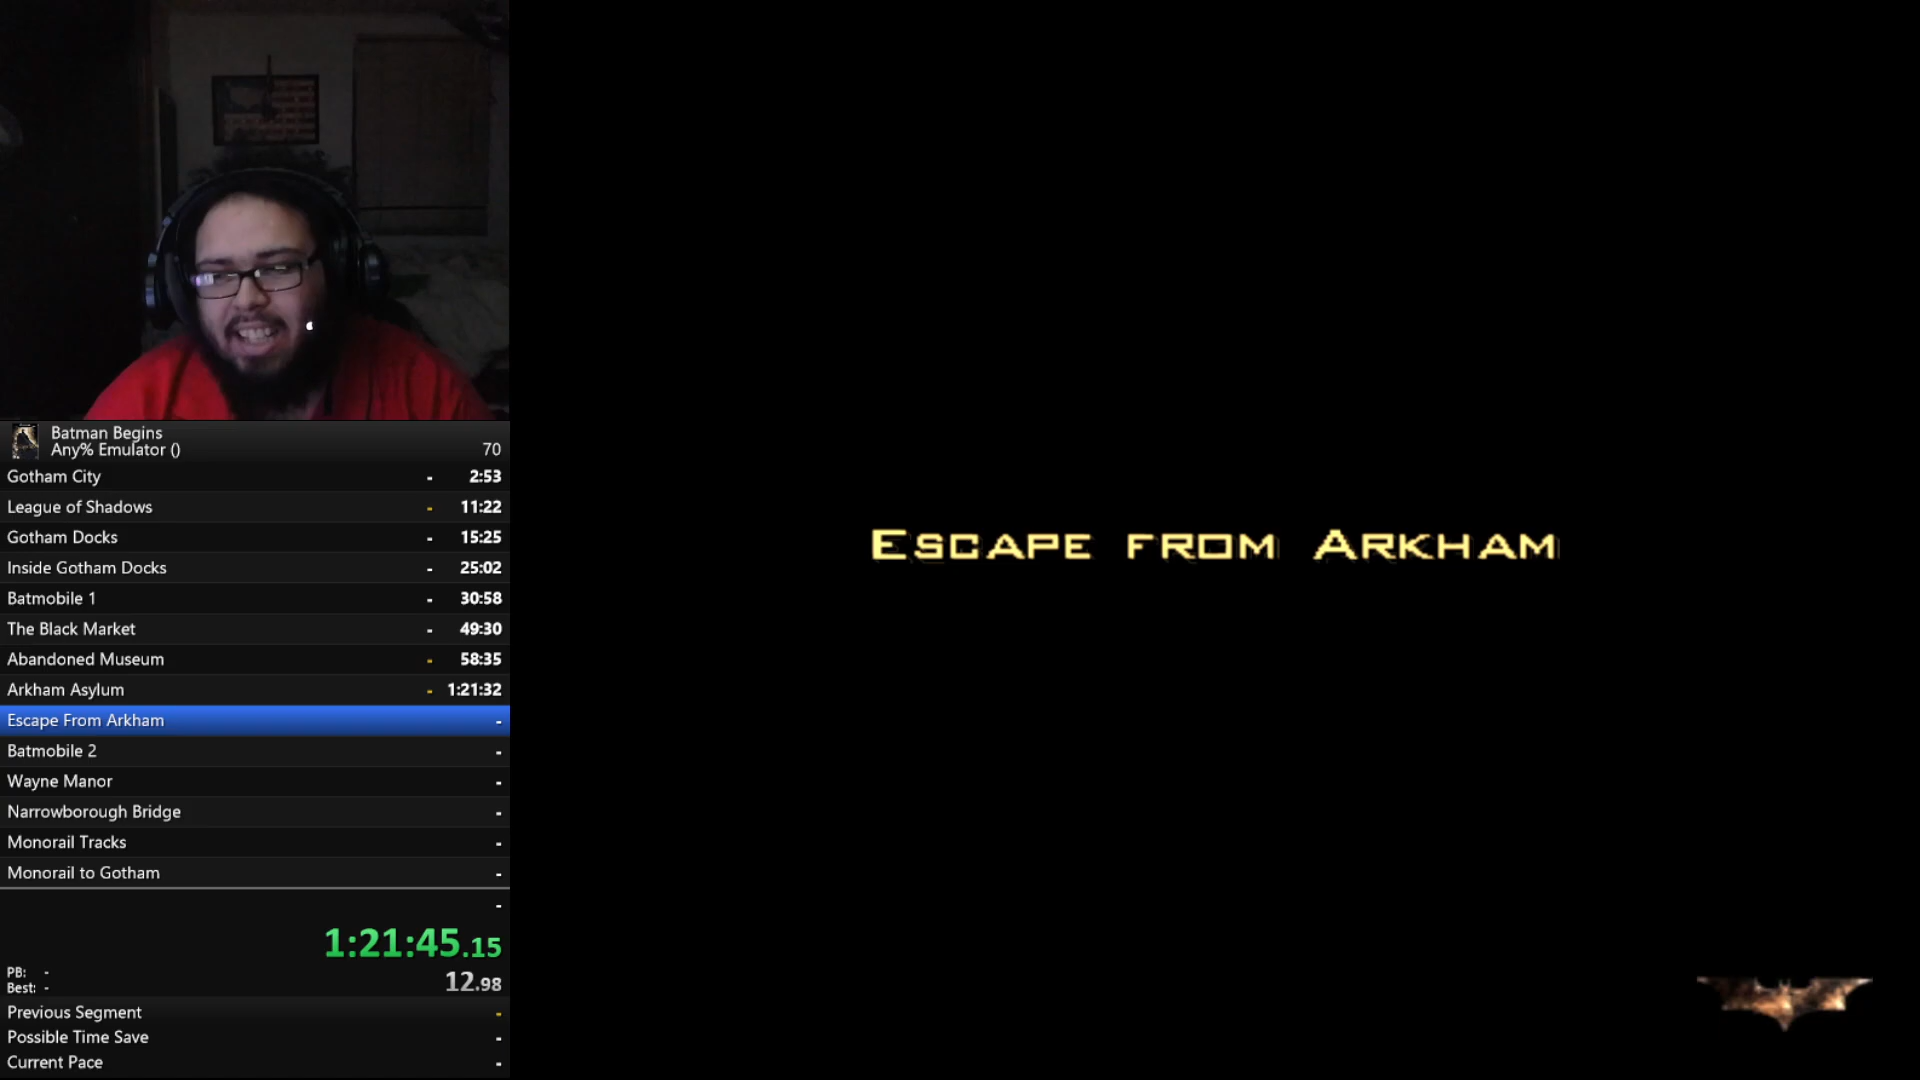 Batman Begins
Any% Emulator ()
70
Gotham City - 2:53
League of Shadows - 11:22
Gotham Docks - 15:25
Inside Gotham Docks - 25:02
Batmobile 1 - 30:58
The Black Market - 49:30
Abandoned Museum - 58:35
Arkham Asylum - 1:21:32
Escape From Arkham -
Batmobile 2 -
Wayne Manor -
Narrowborough Bridge -
Monorail Tracks -
Monorail to Gotham -
-
1:21:45.15
PB: -
Best: -
12.98
Previous Segment -
Possible Time Save -
Current Pace -
Escape from Arkham